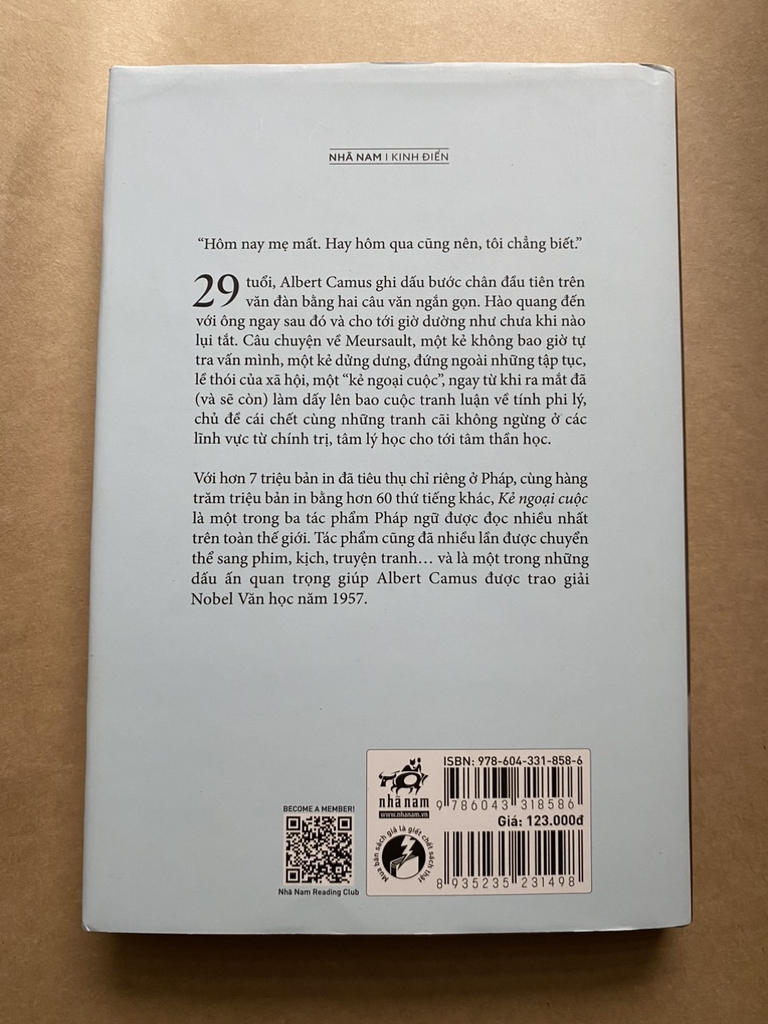 NHÃ NAM | KINH ĐIỂN
“Hôm nay mẹ mất. Hay hôm qua cũng nên, tôi chẳng biết.”
29 tuổi, Albert Camus ghi dấu bước chân đầu tiên trên
văn đàn bằng hai câu văn ngắn gọn. Hào quang đến
với ông ngay sau đó và cho tới giờ dường như chưa khi nào
lụi tắt. Câu chuyện về Meursault, một kẻ không bao giờ tự
tra vấn mình, một kẻ dửng dưng, đứng ngoài những tập tục,
lề thói của xã hội, một “kẻ ngoại cuộc”, ngay từ khi ra mắt đã
(và sẽ còn) làm dấy lên bao cuộc tranh luận về tính phi lý,
chủ đề cái chết cùng những tranh cãi không ngừng ở các
lĩnh vực từ chính trị, tâm lý học cho tới tâm thần học.
Với hơn 7 triệu bản in đã tiêu thụ chỉ riêng ở Pháp, cùng hàng
trăm triệu bản in bằng hơn 60 thứ tiếng khác, Kẻ ngoại cuộc
là một trong ba tác phẩm Pháp ngữ được đọc nhiều nhất
trên toàn thế giới. Tác phẩm cũng đã nhiều lần được chuyển
thể sang phim, kịch, truyện tranh… và là một trong những
dấu ấn quan trọng giúp Albert Camus được trao giải
Nobel Văn học năm 1957.
BECOME A MEMBER!
Nhã Nam Reading Club
nhã nam
www.nhanam.vn
Mua bán sách giả là giết chết sách thật
ISBN: 978-604-331-858-6
9 786043 318586
Giá: 123.000đ
8 935235 231498